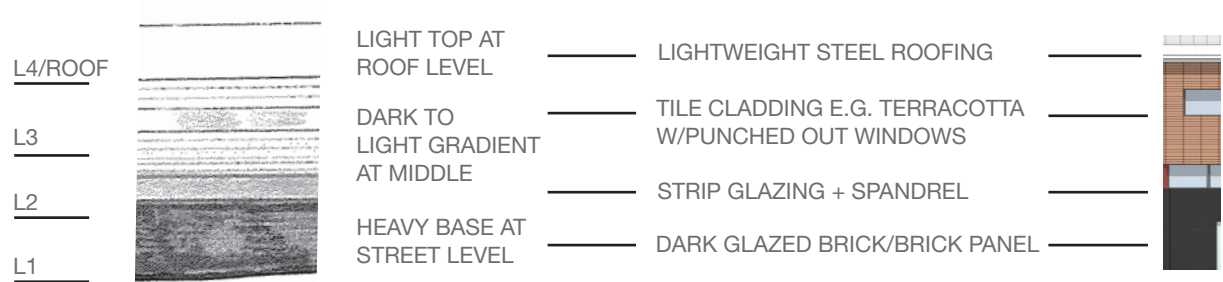 L4/ROOF
L3
L2
L1
LIGHT TOP AT
ROOF LEVEL
DARK TO
LIGHT GRADIENT
AT MIDDLE
HEAVY BASE AT
STREET LEVEL
LIGHTWEIGHT STEEL ROOFING
TILE CLADDING E.G. TERRACOTTA
W/PUNCHED OUT WINDOWS
STRIP GLAZING + SPANDREL
DARK GLAZED BRICK/BRICK PANEL